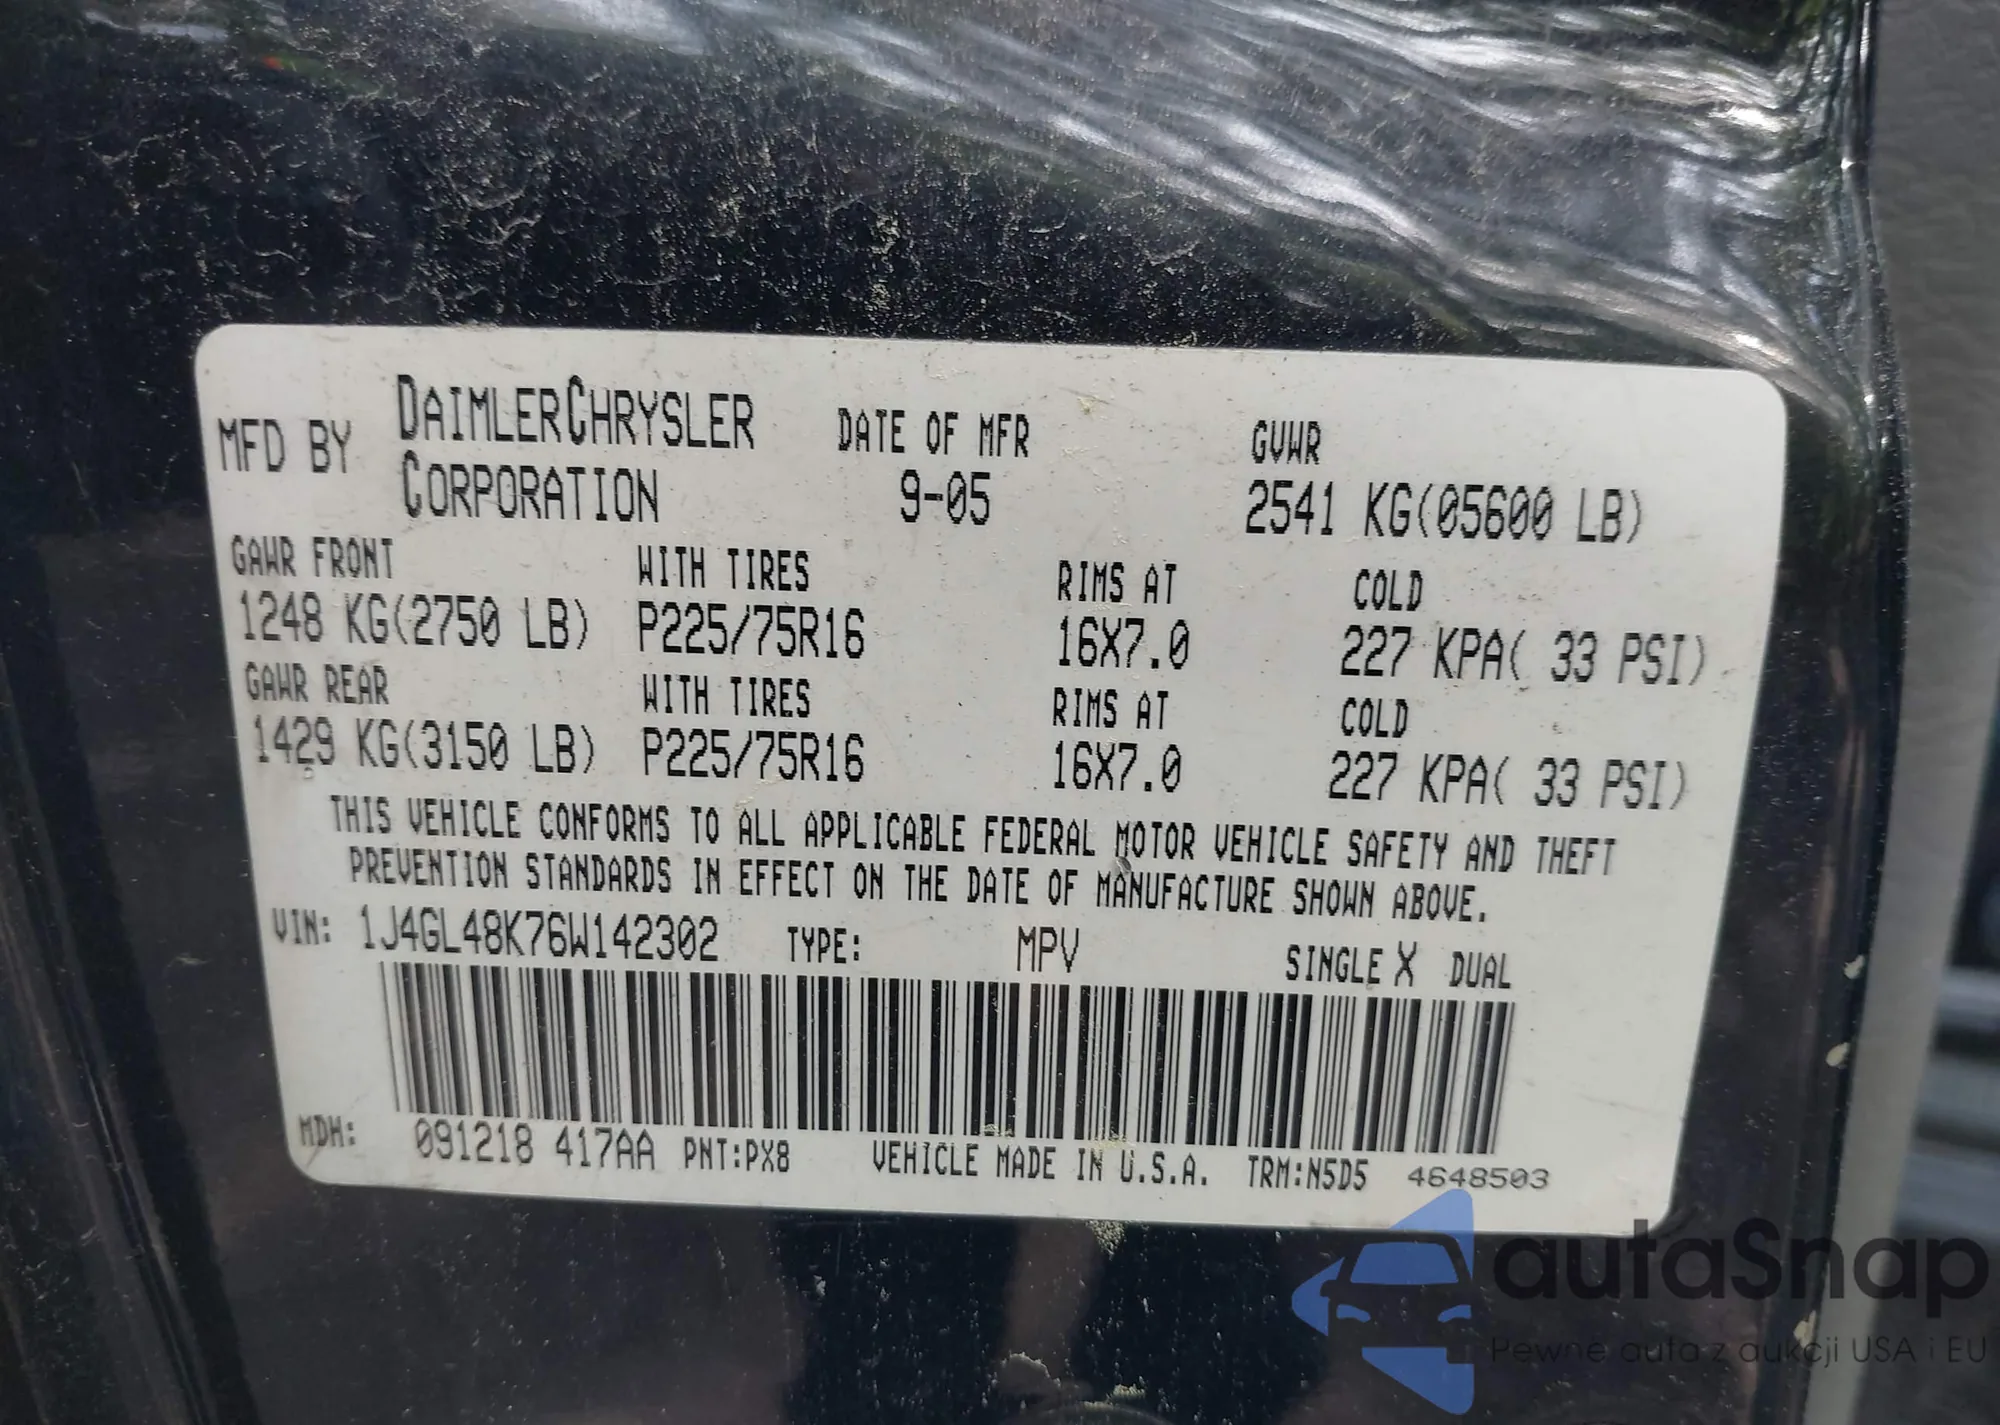 MFD BY DAIMLERCHRYSLER CORPORATION DATE OF MFR 9-05 GVWR 2541 KG(05600 LB)
GAWR FRONT WITH TIRES RIMS AT COLD
1248 KG(2750 LB) P225/75R16 16X7.0 227 KPA( 33 PSI)
GAWR REAR WITH TIRES RIMS AT COLD
1429 KG(3150 LB) P225/75R16 16X7.0 227 KPA( 33 PSI)
THIS VEHICLE CONFORMS TO ALL APPLICABLE FEDERAL MOTOR VEHICLE SAFETY AND THEFT
PREVENTION STANDARDS IN EFFECT ON THE DATE OF MANUFACTURE SHOWN ABOVE.
VIN: 1J4GL48K76W142302 TYPE: MPV SINGLE X DUAL
MDH: 091218 417AA PNT:PX8 VEHICLE MADE IN U.S.A. TRM:N5D5 4648503
autaSnap
Pewne auta z aukcji USA i EU